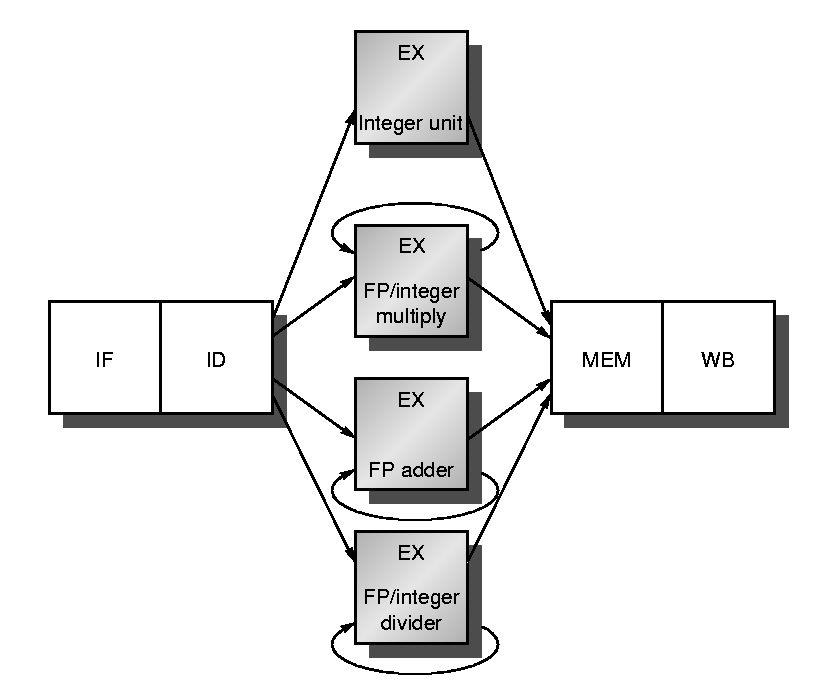 EX
Integer unit
EX
FP/integer
multiply
IF
ID
MEM
WB
EX
FP adder
EX
FP/integer
divider